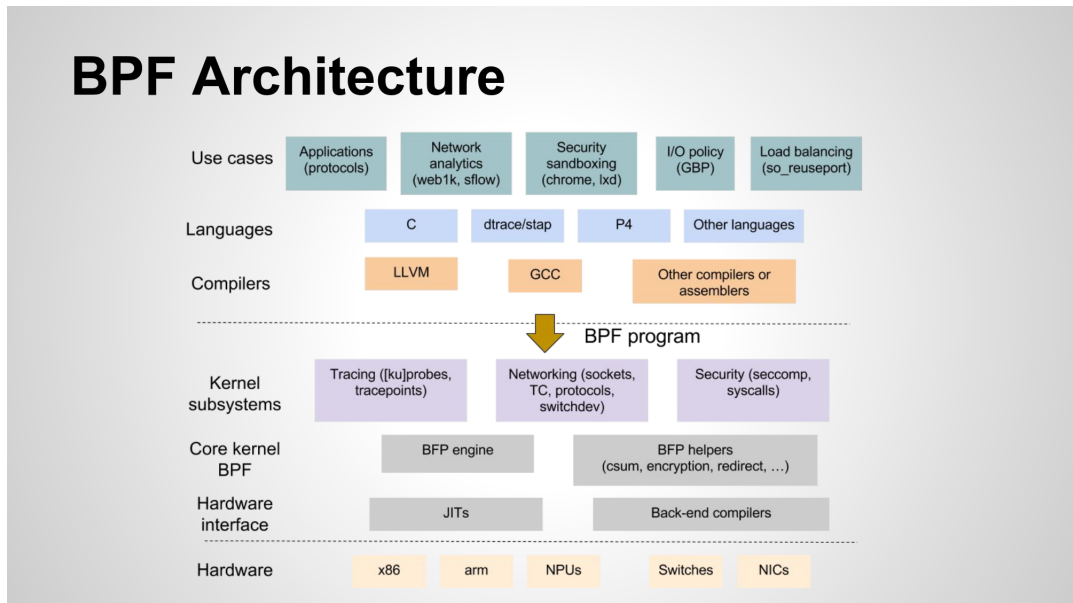 BPF Architecture
Use cases
Applications
(protocols)
Network
analytics
(web1k, sflow)
Security
sandboxing
(chrome, lxd)
I/O policy
(GBP)
Load balancing
(so_reuseport)
Languages
C
dtrace/stap
P4
Other languages
Compilers
LLVM
GCC
Other compilers or
assemblers
BPF program
Kernel
subsystems
Tracing ([ku]probes,
tracepoints)
Networking (sockets,
TC, protocols,
switchdev)
Security (seccomp,
syscalls)
Core kernel
BPF
BFP engine
BFP helpers
(csum, encryption, redirect, …)
Hardware
interface
JITs
Back-end compilers
Hardware
x86
arm
NPUs
Switches
NICs